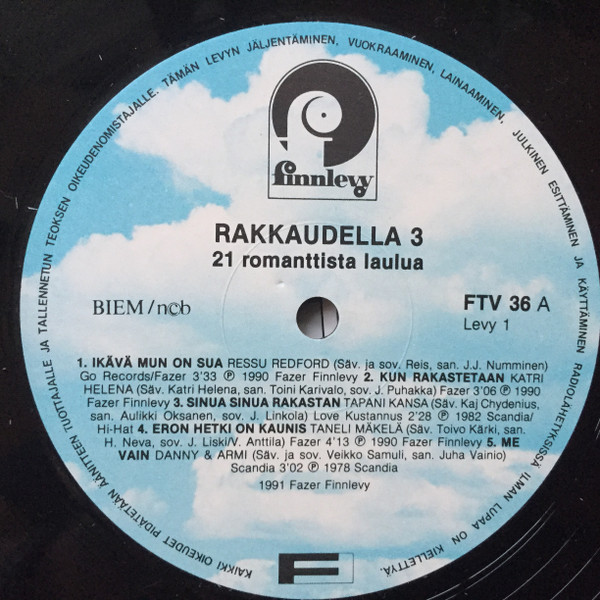 KAIKKI OIKEUDET PIDÄTETÄÄN ÄÄNITTEEN TUOTTAJALLE JA TALLENNETUN TEOKSEN OIKEUDENOMISTAJALLE. TÄMÄN LEVYN JÄLJENTÄMINEN, VUOKRAAMINEN, LAINAAMINEN, JULKINEN ESITTÄMINEN JA KÄYTTÄMINEN RADIOLÄHETYKSISSÄ ILMAN LUPAA ON KIELLETTYÄ.
finnlevy
RAKKAUDELLA 3
21 romanttista laulua
BIEM/ncb
FTV 36 A
Levy 1
1. IKÄVÄ MUN ON SUA RESSU REDFORD (Säv. ja sov. Reis, san. J.J. Numminen)
Go Records/Fazer 3'33 ℗ 1990 Fazer Finnlevy 2. KUN RAKASTETAAN KATRI
HELENA (Säv. Katri Helena, san. Toini Karivalo, sov. J. Puhakka) Fazer 3'06 ℗ 1990
Fazer Finnlevy 3. SINUA SINUA RAKASTAN TAPANI KANSA (Säv. Kaj Chydenius,
san. Aulikki Oksanen, sov. J. Linkola) Love Kustannus 2'28 ℗ 1982 Scandia/
Hi-Hat 4. ERON HETKI ON KAUNIS TANELI MÄKELÄ (Säv. Toivo Kärki, san.
H. Neva, sov. J. Liski/V. Anttila) Fazer 4'13 ℗ 1990 Fazer Finnlevy 5. ME
VAIN DANNY & ARMI (Säv. ja sov. Veikko Samuli, san. Juha Vainio)
Scandia 3'02 ℗ 1978 Scandia
1991 Fazer Finnlevy
F